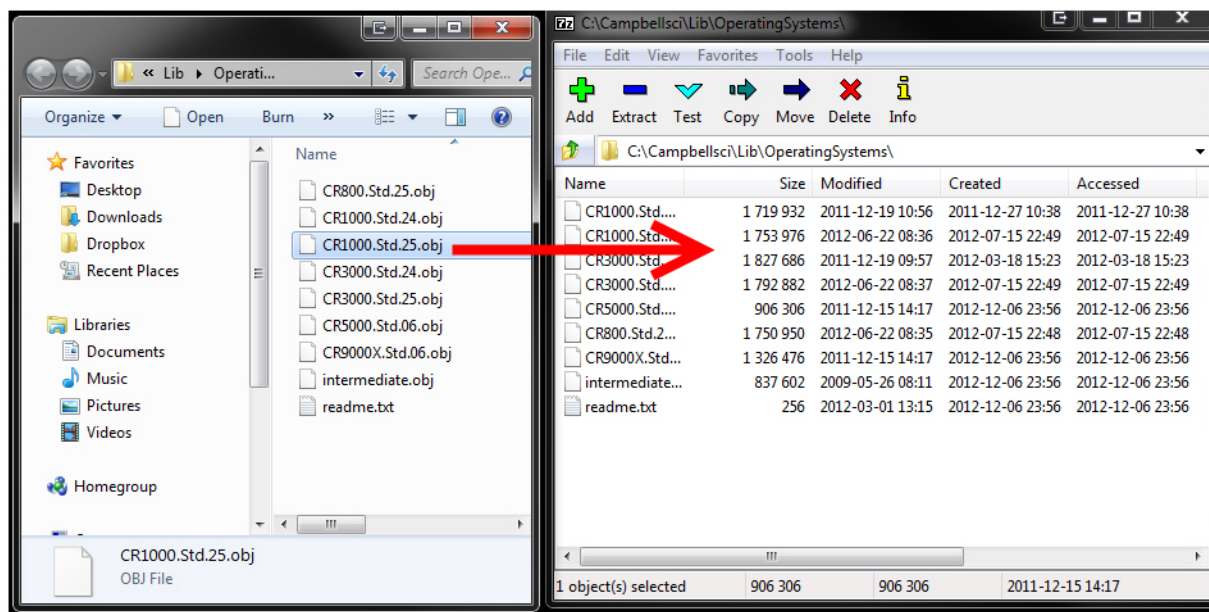 « Lib ▸ Operati...
Search Ope...
Organize
Open
Burn
»
Favorites
Desktop
Downloads
Dropbox
Recent Places
Libraries
Documents
Music
Pictures
Videos
Homegroup
Name
CR800.Std.25.obj
CR1000.Std.24.obj
CR1000.Std.25.obj
CR3000.Std.24.obj
CR3000.Std.25.obj
CR5000.Std.06.obj
CR9000X.Std.06.obj
intermediate.obj
readme.txt
CR1000.Std.25.obj
OBJ File
7z C:\Campbellsci\Lib\OperatingSystems\
File Edit View Favorites Tools Help
Add Extract Test Copy Move Delete Info
C:\Campbellsci\Lib\OperatingSystems\
Name Size Modified Created Accessed
CR1000.Std.... 1 719 932 2011-12-19 10:56 2011-12-27 10:38 2011-12-27 10:38
CR1000.Std.... 1 753 976 2012-06-22 08:36 2012-07-15 22:49 2012-07-15 22:49
CR3000.Std.... 1 827 686 2011-12-19 09:57 2012-03-18 15:23 2012-03-18 15:23
CR3000.Std.... 1 792 882 2012-06-22 08:37 2012-07-15 22:49 2012-07-15 22:49
CR5000.Std.... 906 306 2011-12-15 14:17 2012-12-06 23:56 2012-12-06 23:56
CR800.Std.2... 1 750 950 2012-06-22 08:35 2012-07-15 22:48 2012-07-15 22:48
CR9000X.Std... 1 326 476 2011-12-15 14:17 2012-12-06 23:56 2012-12-06 23:56
intermediate... 837 602 2009-05-26 08:11 2012-12-06 23:56 2012-12-06 23:56
readme.txt 256 2012-03-01 13:15 2012-12-06 23:56 2012-12-06 23:56
1 object(s) selected 906 306 906 306 2011-12-15 14:17